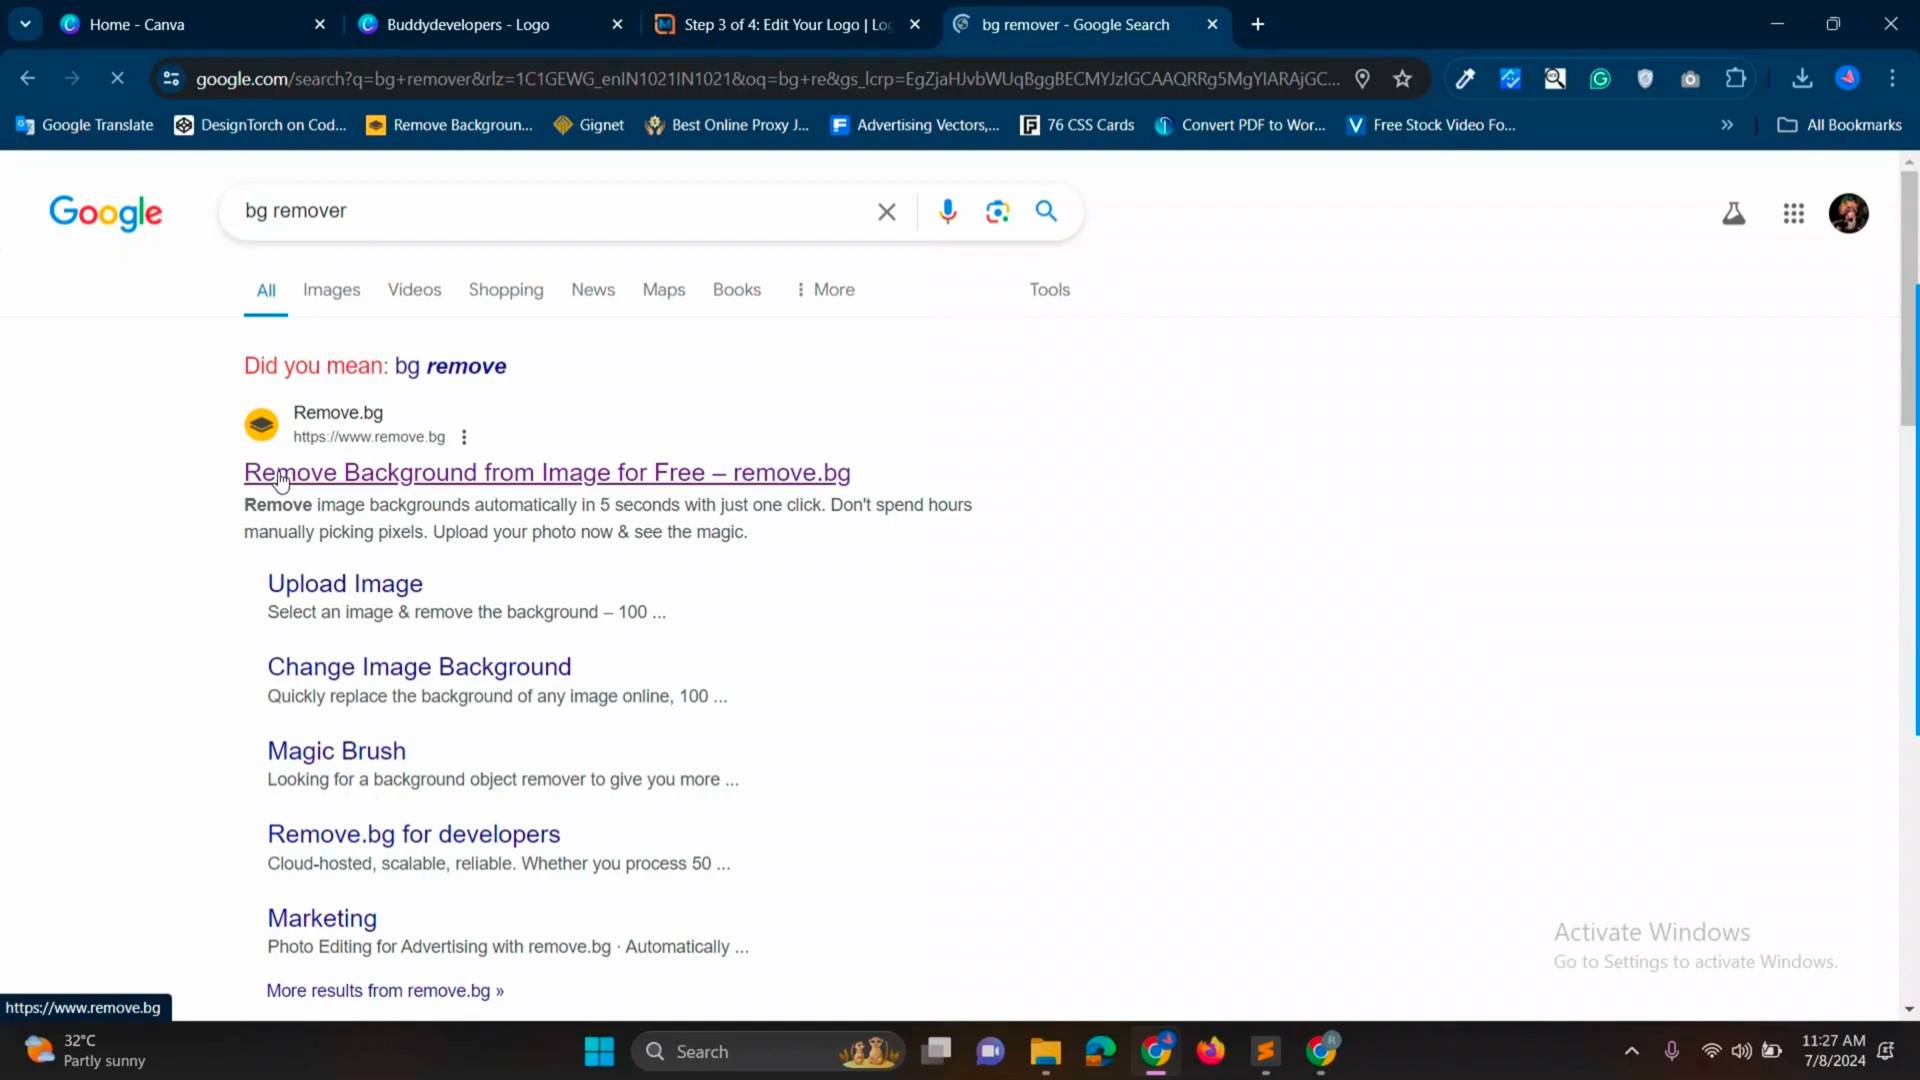 Home - Canva
Buddydevelopers - Logo
Step 3 of 4: Edit Your Logo | Lo
bg remover - Google Search
google.com/search?q=bg+remover&rlz=1C1GEWG_enIN1021IN1021&oq=bg+re&gs_lcrp=EgZjaHJvbWUqBggBECMYJzIGCAAQRRg5MgYIARAjGC...
Google Translate
DesignTorch on Cod...
Remove Backgroun...
Gignet
Best Online Proxy J...
Advertising Vectors,...
76 CSS Cards
Convert PDF to Wor...
Free Stock Video Fo...
All Bookmarks
Google
bg remover
All Images Videos Shopping News Maps Books More Tools
Did you mean: bg remove
Remove.bg
https://www.remove.bg
Remove Background from Image for Free – remove.bg
Remove image backgrounds automatically in 5 seconds with just one click. Don't spend hours
manually picking pixels. Upload your photo now & see the magic.
Upload Image
Select an image & remove the background – 100 ...
Change Image Background
Quickly replace the background of any image online, 100 ...
Magic Brush
Looking for a background object remover to give you more ...
Remove.bg for developers
Cloud-hosted, scalable, reliable. Whether you process 50 ...
Marketing
Photo Editing for Advertising with remove.bg · Automatically ...
More results from remove.bg »
Activate Windows
Go to Settings to activate Windows.
https://www.remove.bg
32°C
Partly sunny
Search
11:27 AM
7/8/2024